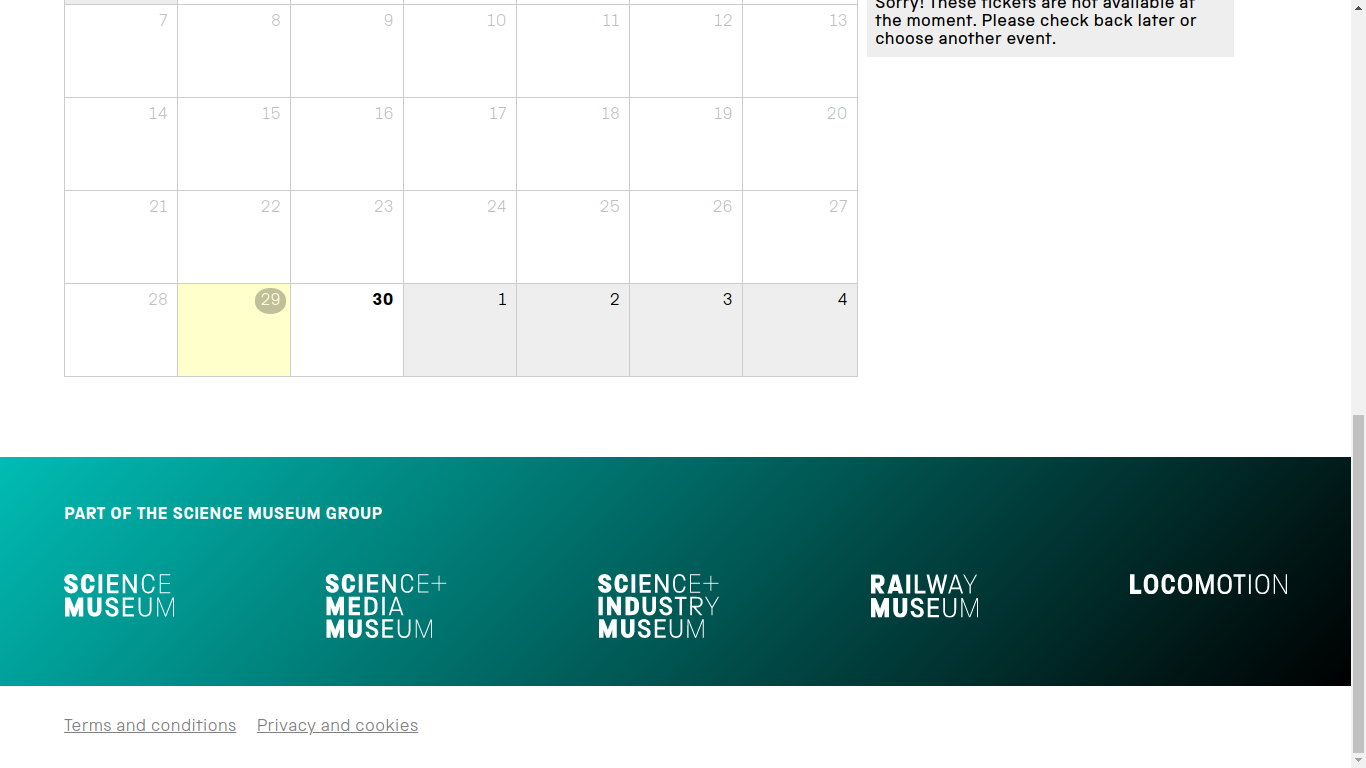 Sorry! These tickets are not available at
the moment. Please check back later or
choose another event.
7 8 9 10 11 12 13
14 15 16 17 18 19 20
21 22 23 24 25 26 27
28 29 30 1 2 3 4
PART OF THE SCIENCE MUSEUM GROUP
SCIENCE
MUSEUM
SCIENCE+
MEDIA
MUSEUM
SCIENCE+
INDUSTRY
MUSEUM
RAILWAY
MUSEUM
LOCOMOTION
Terms and conditions Privacy and cookies